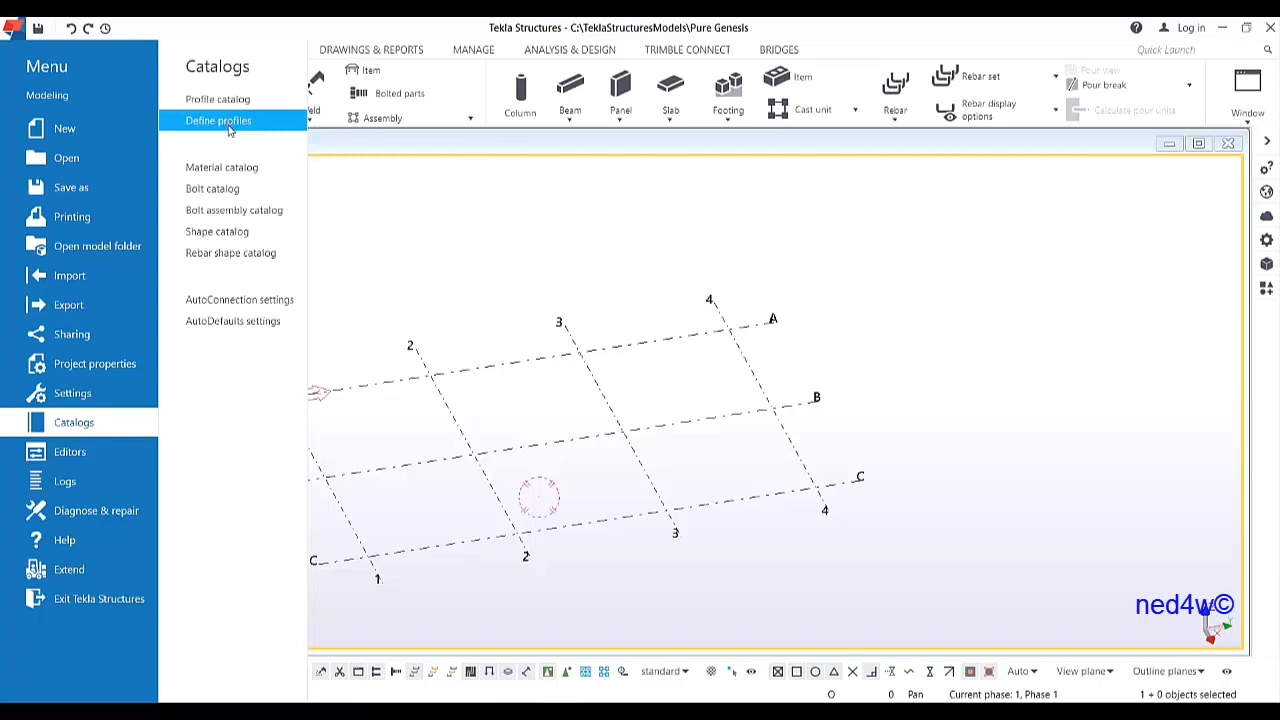 Tekla Structures - C:\TeklaStructuresModels\Pure Genesis
Log in
DRAWINGS & REPORTS
MANAGE
ANALYSIS & DESIGN
TRIMBLE CONNECT
BRIDGES
Quick Launch
Item
Bolted parts
Assembly
Column
Beam
Panel
Slab
Footing
Item
Cast unit
Rebar
Rebar set
Rebar display
options
Pour view
Pour break
Calculate pour units
Window
Menu
Modeling
New
Open
Save as
Printing
Open model folder
Import
Export
Sharing
Project properties
Settings
Catalogs
Editors
Logs
Diagnose & repair
Help
Extend
Exit Tekla Structures
Catalogs
Profile catalog
Define profiles
Material catalog
Bolt catalog
Bolt assembly catalog
Shape catalog
Rebar shape catalog
AutoConnection settings
AutoDefaults settings
4
3
A
2
B
C
4
3
2
C
1
ned4w©
standard
Auto
View plane
Outline planes
O
0
Pan
Current phase: 1, Phase 1
1 + 0 objects selected